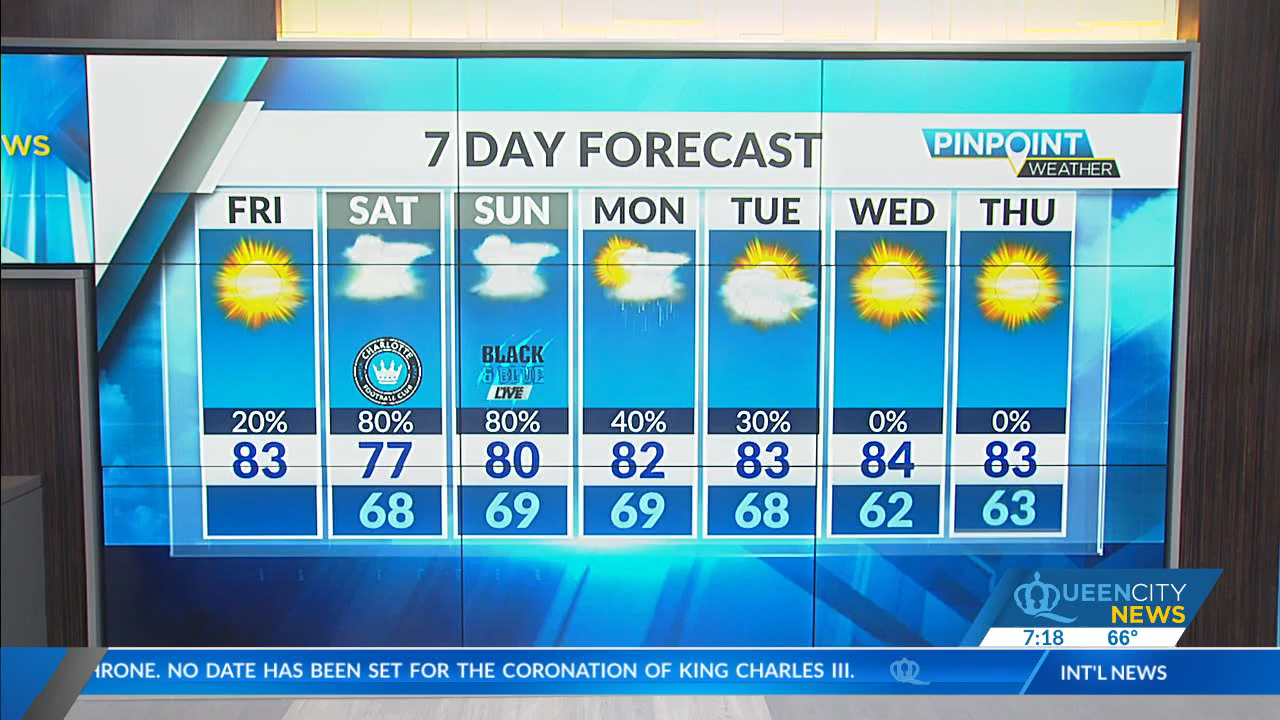 WS
7 DAY FORECAST
PINPOINT
WEATHER
FRI SAT SUN MON TUE WED THU
CHARLOTTE
FOOTBALL CLUB
BLACK
& BLUE
LIVE
20% 80% 80% 40% 30% 0% 0%
83 77 80 82 83 84 83
68 69 69 68 62 63
QUEEN CITY
NEWS
7:18 66°
HRONE. NO DATE HAS BEEN SET FOR THE CORONATION OF KING CHARLES III.
INT'L NEWS